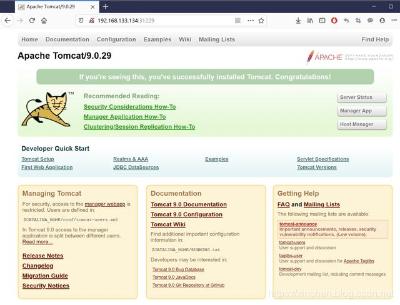 Apache Tomcat/9.0.29
192.168.133.134:31229
Home Documentation Configuration Examples Wiki Mailing Lists Find Help
Apache Tomcat/9.0.29
APACHE
If you're seeing this, you've successfully installed Tomcat. Congratulations!
Recommended Reading:
Security Considerations How-To
Manager Application How-To
Clustering/Session Replication How-To
Server Status
Manager App
Host Manager
Developer Quick Start
Tomcat Setup
First Web Application
Realms & AAA
JDBC DataSources
Examples
Servlet Specifications
Tomcat Versions
Managing Tomcat
For security, access to the manager webapp is
restricted. Users are defined in:
$CATALINA_HOME/conf/tomcat-users.xml
In Tomcat 9.0 access to the manager
application is split between different users.
Read more...
Release Notes
Changelog
Migration Guide
Security Notices
Documentation
Tomcat 9.0 Documentation
Tomcat 9.0 Configuration
Tomcat Wiki
Find additional important configuration
information in:
$CATALINA_HOME/RUNNING.txt
Developers may be interested in:
Tomcat 9.0 Bug Database
Tomcat 9.0 JavaDocs
Tomcat 9.0 Git Repository at GitHub
Getting Help
FAQ and Mailing Lists
The following mailing lists are available:
tomcat-announce
Important announcements, releases, security
vulnerability notifications. (Low volume).
tomcat-users
User support and discussion
taglibs-user
User support and discussion for Apache Taglibs
tomcat-dev
Development mailing list, including commit messages